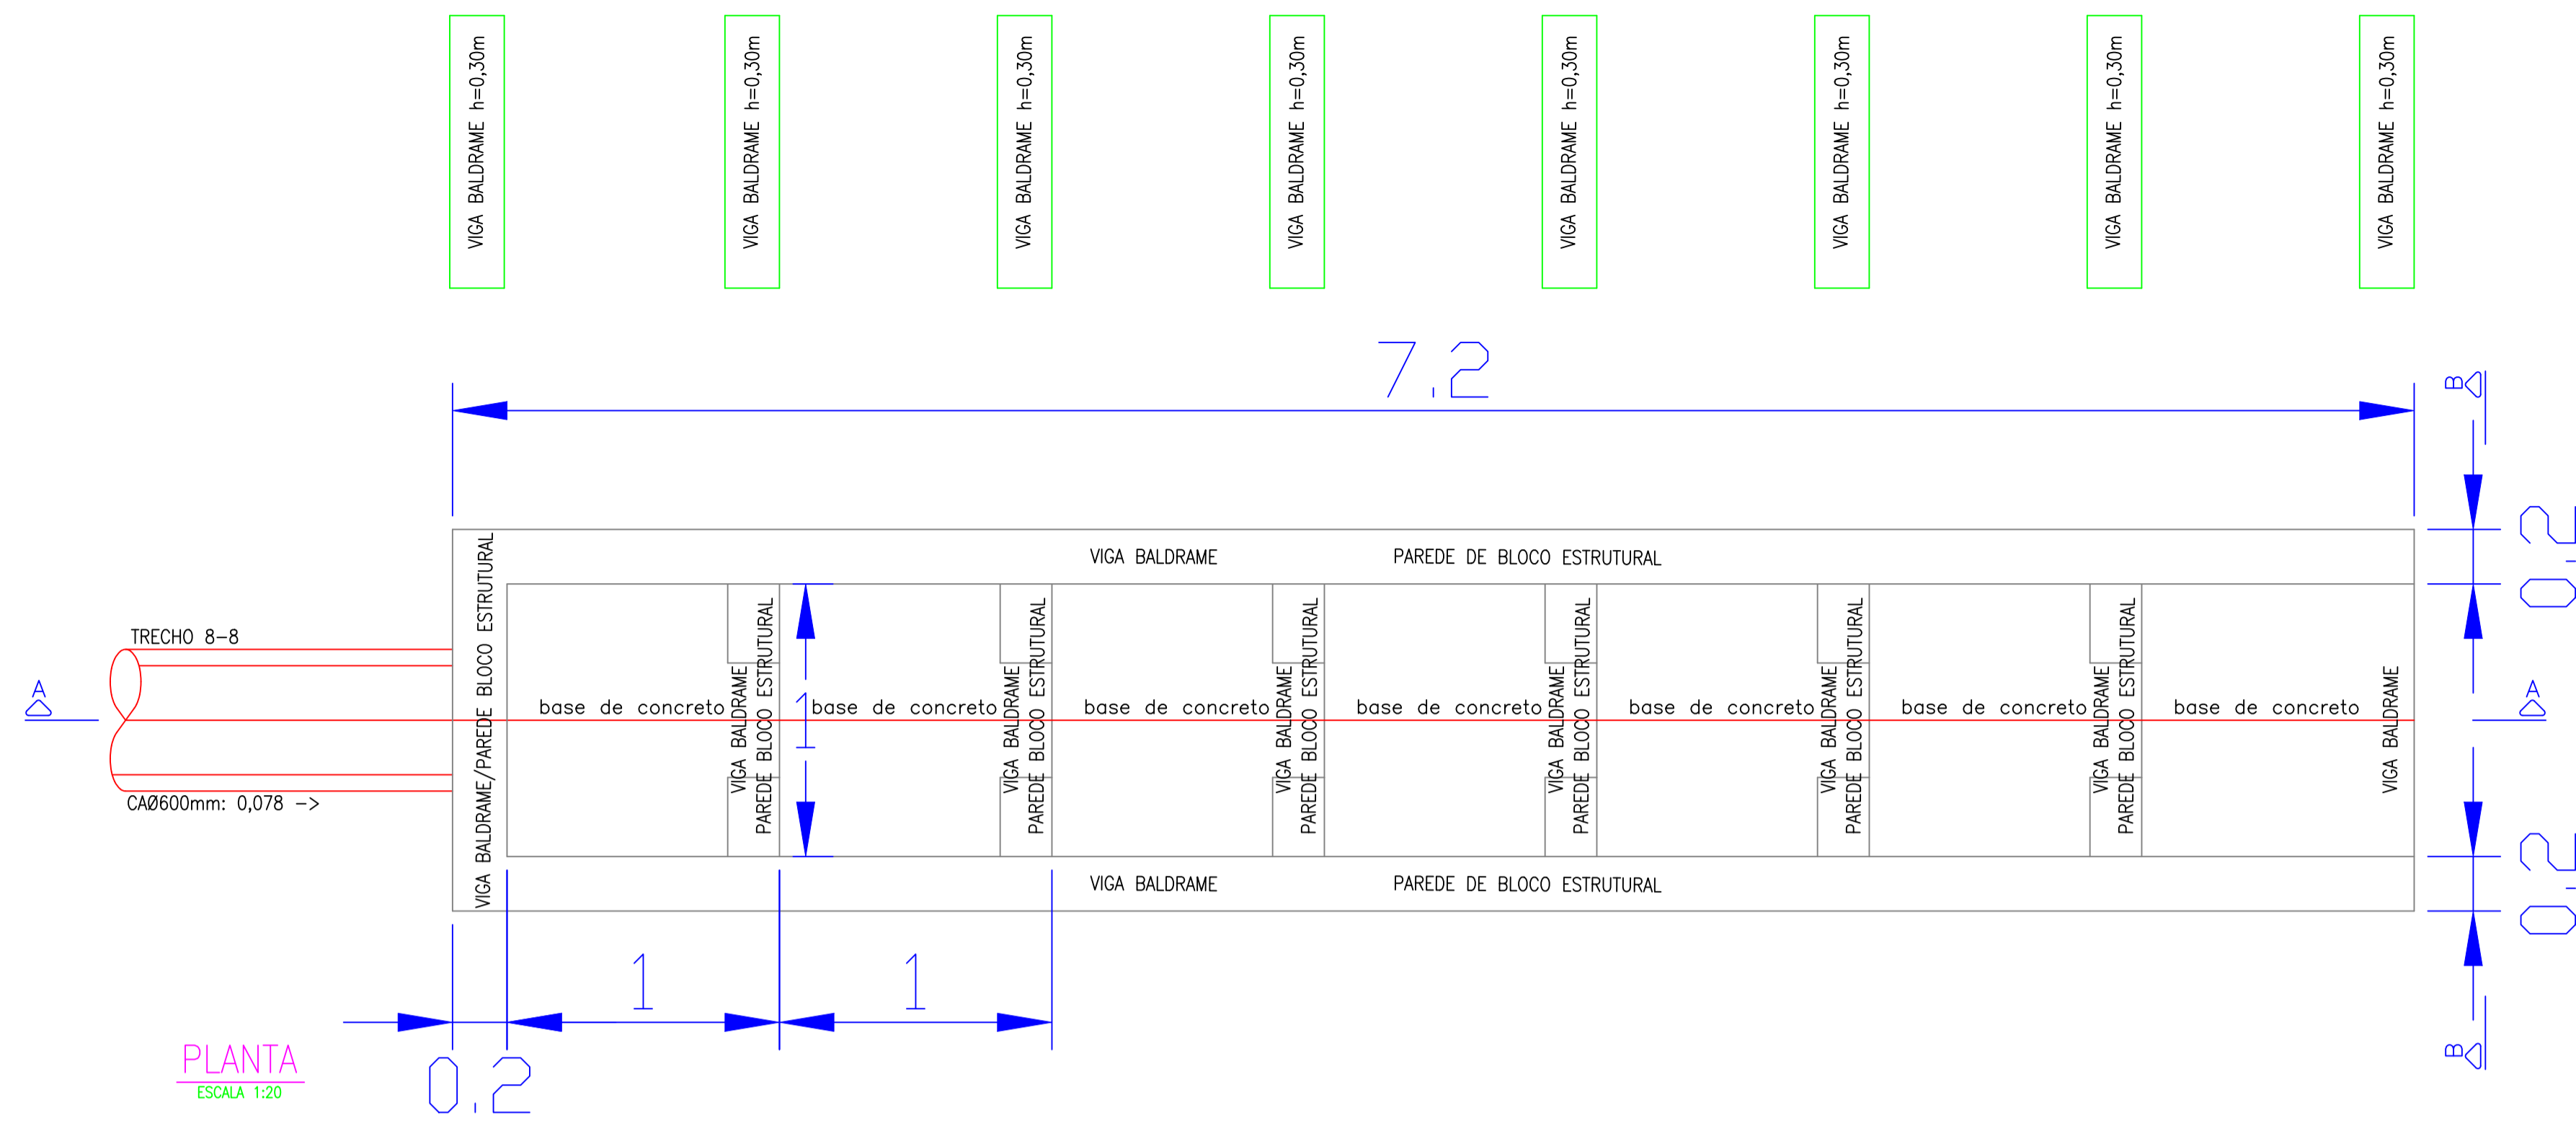 VIGA BALDRAME h=0,30m
VIGA BALDRAME h=0,30m
VIGA BALDRAME h=0,30m
VIGA BALDRAME h=0,30m
VIGA BALDRAME h=0,30m
VIGA BALDRAME h=0,30m
VIGA BALDRAME h=0,30m
VIGA BALDRAME h=0,30m
7.2
B
0.2
VIGA BALDRAME PAREDE DE BLOCO ESTRUTURAL
VIGA BALDRAME/PAREDE BLOCO ESTRUTURAL
TRECHO 8-8
CAØ600mm: 0,078 ->
A
base de concreto
VIGA BALDRAME
PAREDE BLOCO ESTRUTURAL
1
base de concreto
VIGA BALDRAME
PAREDE BLOCO ESTRUTURAL
base de concreto
VIGA BALDRAME
PAREDE BLOCO ESTRUTURAL
base de concreto
VIGA BALDRAME
PAREDE BLOCO ESTRUTURAL
base de concreto
VIGA BALDRAME
PAREDE BLOCO ESTRUTURAL
base de concreto
VIGA BALDRAME
PAREDE BLOCO ESTRUTURAL
base de concreto
VIGA BALDRAME
A
VIGA BALDRAME PAREDE DE BLOCO ESTRUTURAL
0.2
1
1
0.2
B
PLANTA
ESCALA 1:20